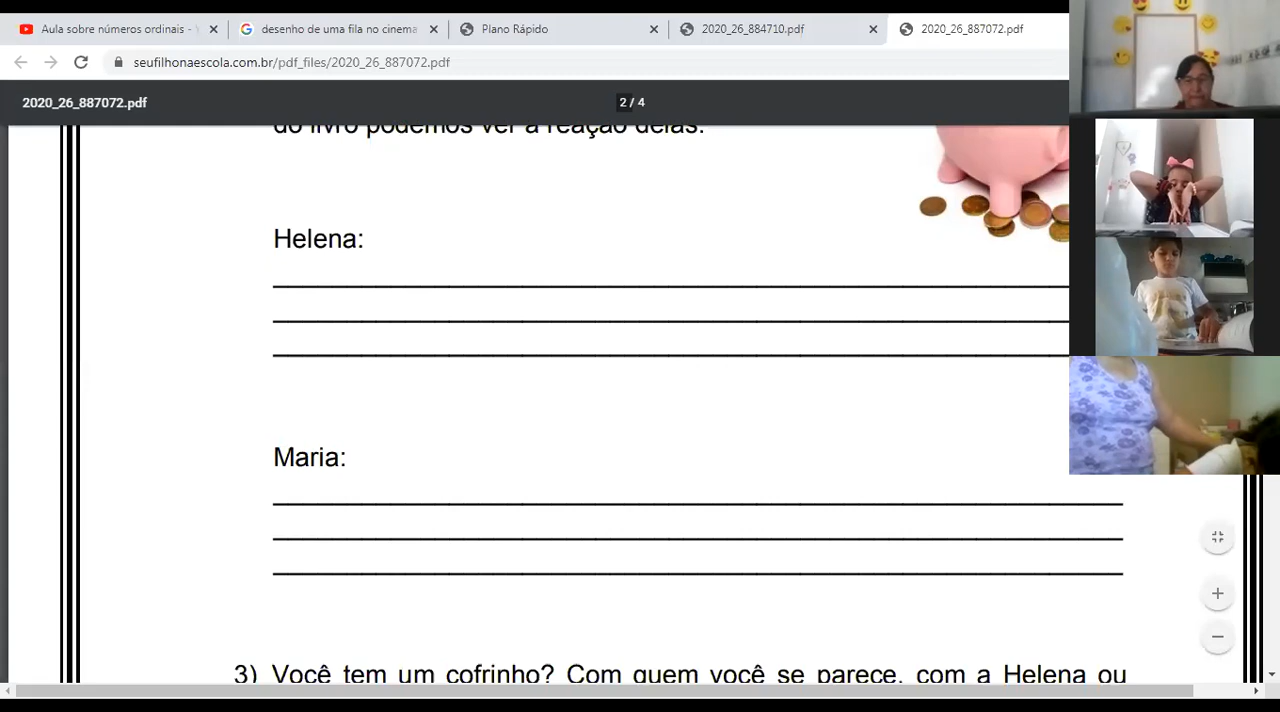 Aula sobre números ordinais -
desenho de uma fila no cinema
Plano Rápido
2020_26_884710.pdf
2020_26_887072.pdf
seufilhonaescola.com.br/pdf_files/2020_26_887072.pdf
2020_26_887072.pdf
2 / 4
do livro podemos ver a reação delas.
Helena:
Maria:
3) Você tem um cofrinho? Com quem você se parece, com a Helena ou